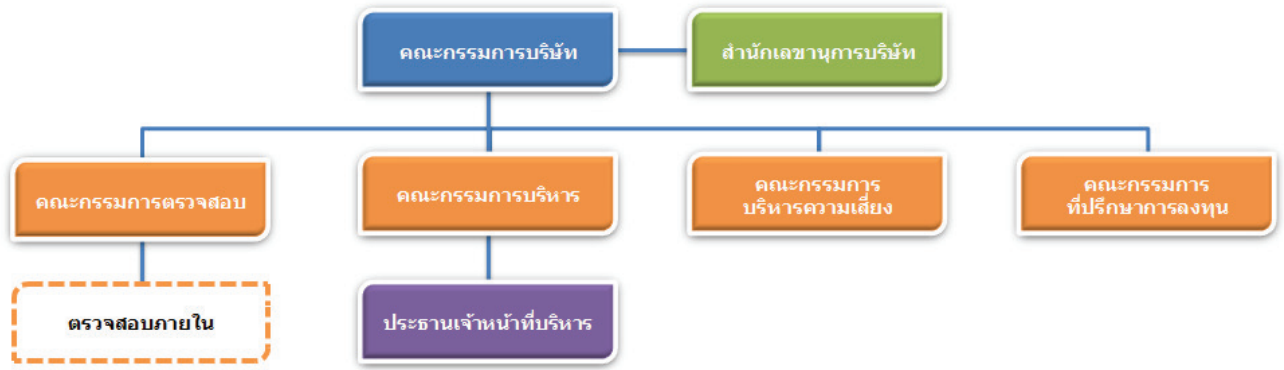 คณะกรรมการบริษัท
สำนักเลขานุการบริษัท
คณะกรรมการตรวจสอบ
คณะกรรมการบริหาร
คณะกรรมการ
บริหารความเสี่ยง
คณะกรรมการ
ที่ปรึกษาการลงทุน
ตรวจสอบภายใน
ประธานเจ้าหน้าที่บริหาร